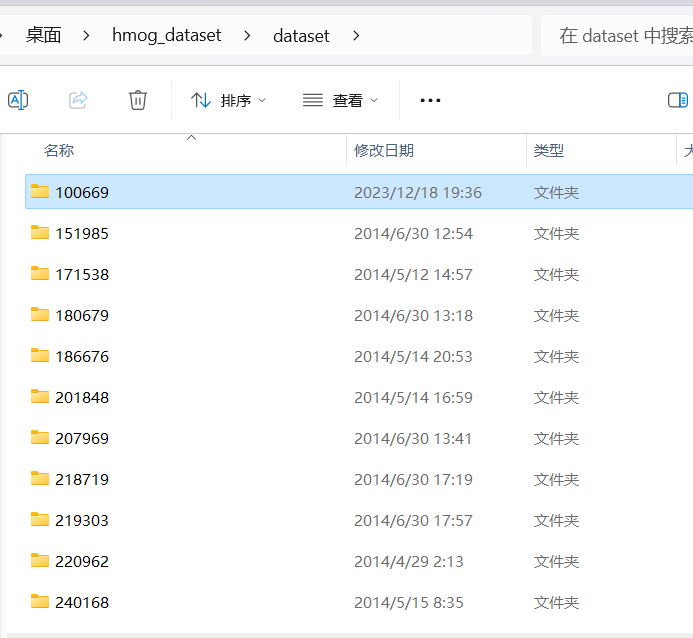 桌面 > hmog_dataset > dataset >
在 dataset 中搜索
排序 查看
名称 修改日期 类型
100669 2023/12/18 19:36 文件夹
151985 2014/6/30 12:54 文件夹
171538 2014/5/12 14:57 文件夹
180679 2014/6/30 13:18 文件夹
186676 2014/5/14 20:53 文件夹
201848 2014/5/14 16:59 文件夹
207969 2014/6/30 13:41 文件夹
218719 2014/6/30 17:19 文件夹
219303 2014/6/30 17:57 文件夹
220962 2014/4/29 2:13 文件夹
240168 2014/5/15 8:35 文件夹